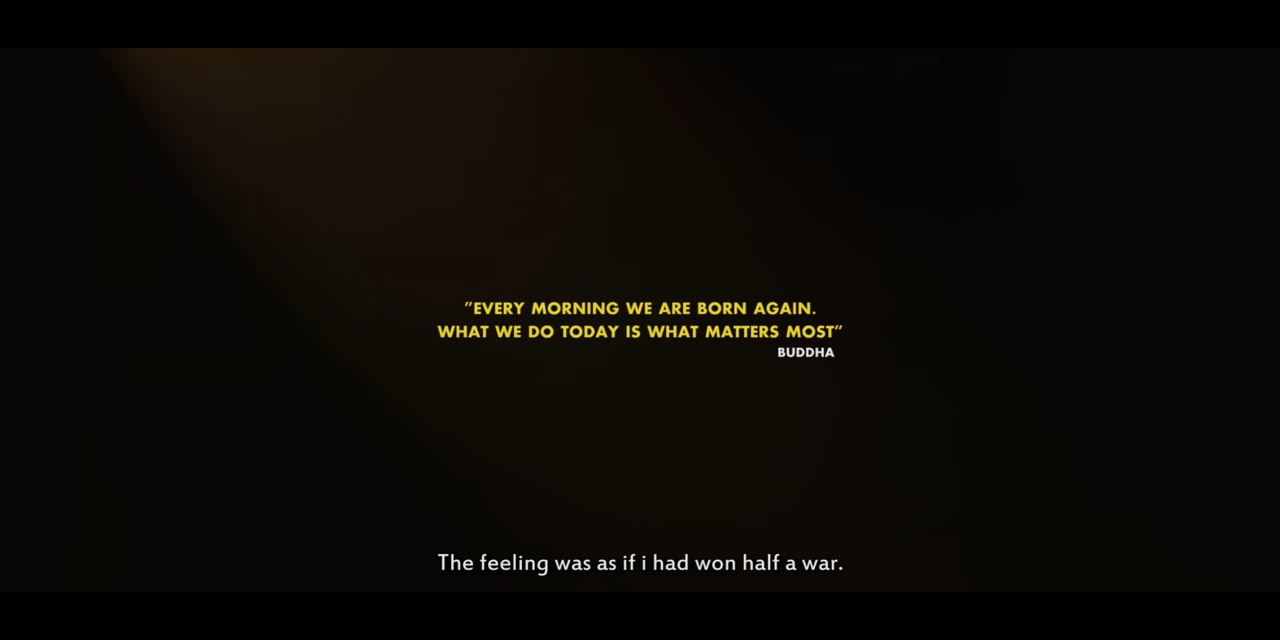 ”EVERY MORNING WE ARE BORN AGAIN.
WHAT WE DO TODAY IS WHAT MATTERS MOST”
BUDDHA
The feeling was as if i had won half a war.